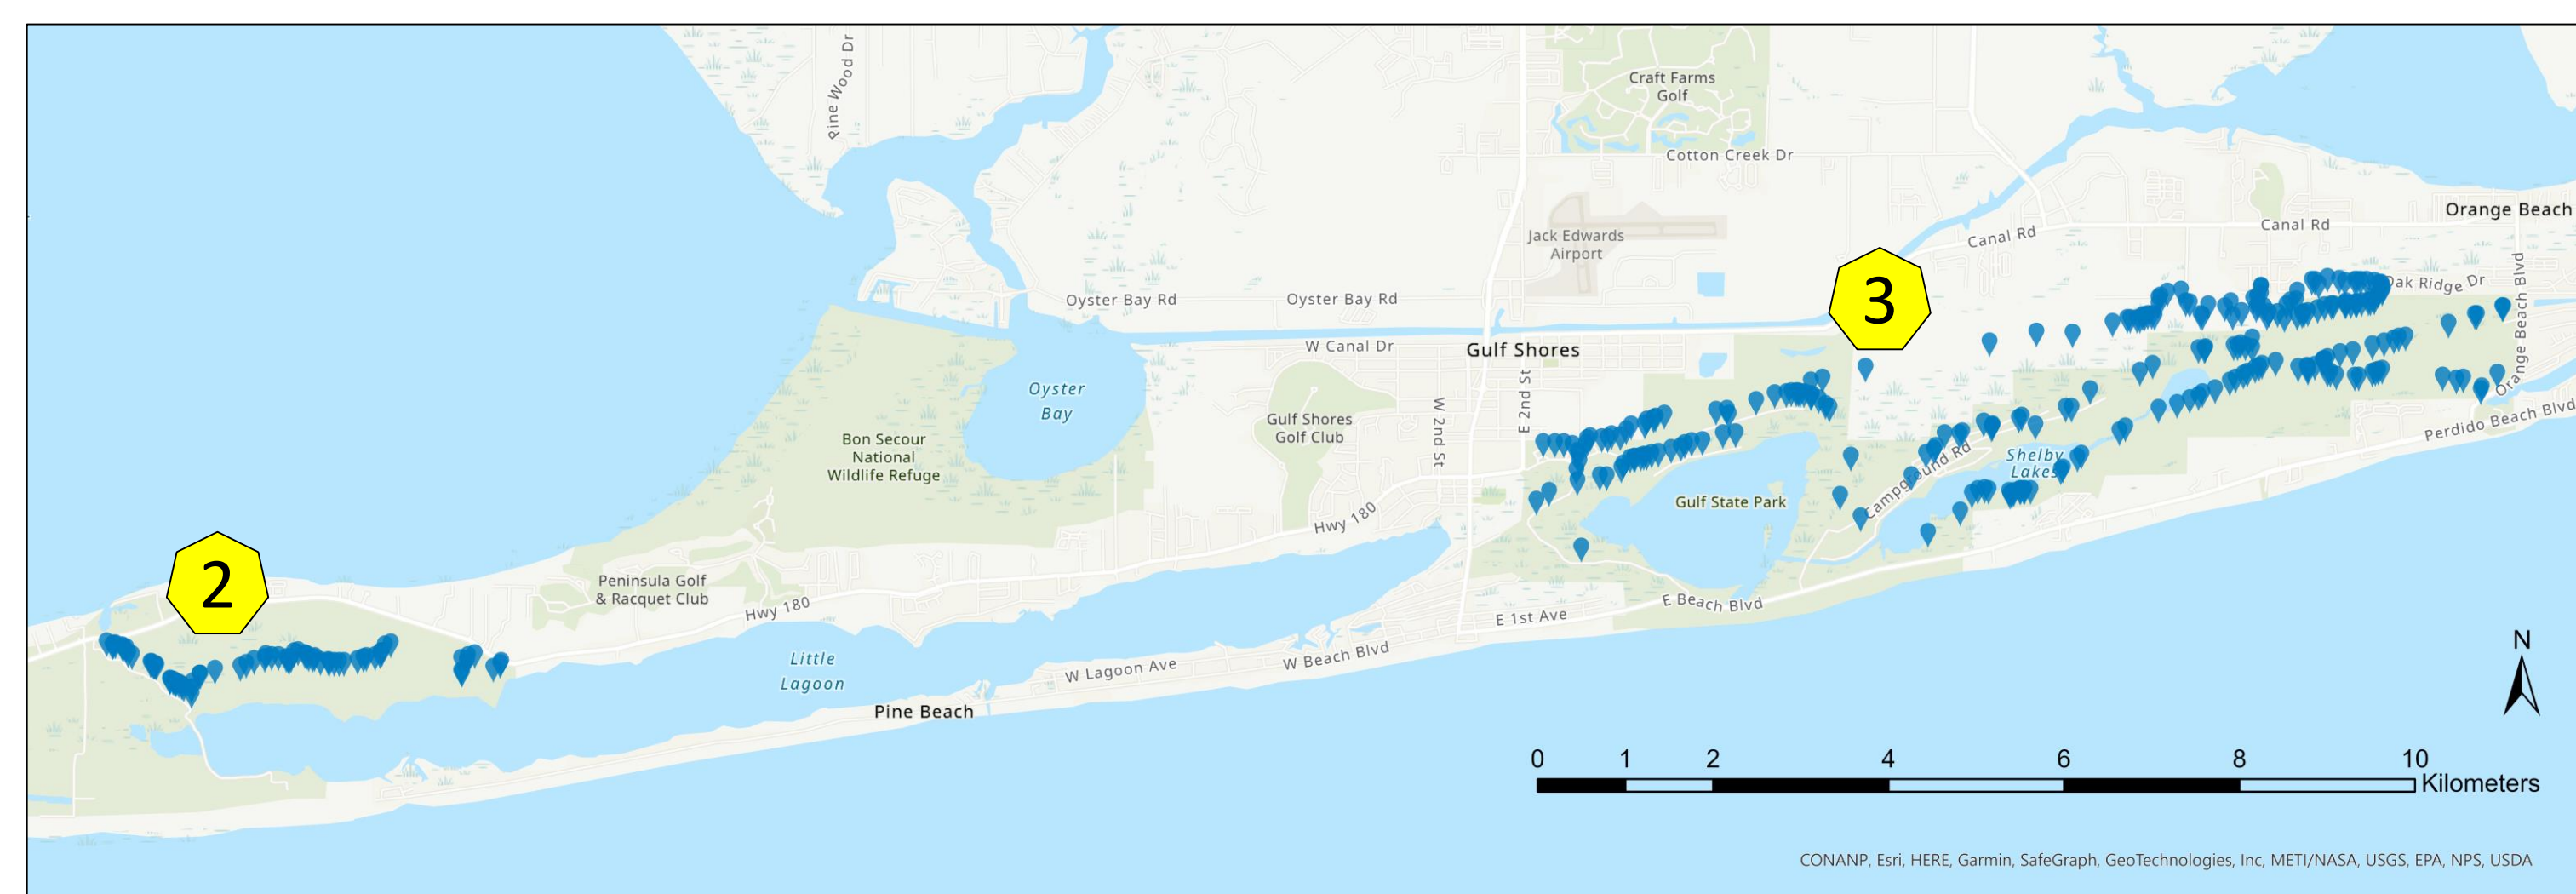 Pine Wood Dr
Craft Farms
Golf
Cotton Creek Dr
Orange Beach
Canal Rd
Canal Rd
Jack Edwards
Airport
Oak Ridge Dr
Oyster Bay Rd
Oyster Bay Rd
3
Orange Beach Blvd
W Canal Dr
Gulf Shores
Oyster
Bay
E 2nd St
W 2nd St
Gulf Shores
Golf Club
Perdido Beach Blvd
Bon Secour
National
Wildlife Refuge
Shelby
Lakes
Campground Rd
Gulf State Park
Hwy 180
2
Peninsula Golf
& Racquet Club
Hwy 180
E Beach Blvd
E 1st Ave
N
Little
Lagoon
W Beach Blvd
W Lagoon Ave
Pine Beach
0 1 2 4 6 8 10
Kilometers
CONANP, Esri, HERE, Garmin, SafeGraph, GeoTechnologies, Inc, METI/NASA, USGS, EPA, NPS, USDA